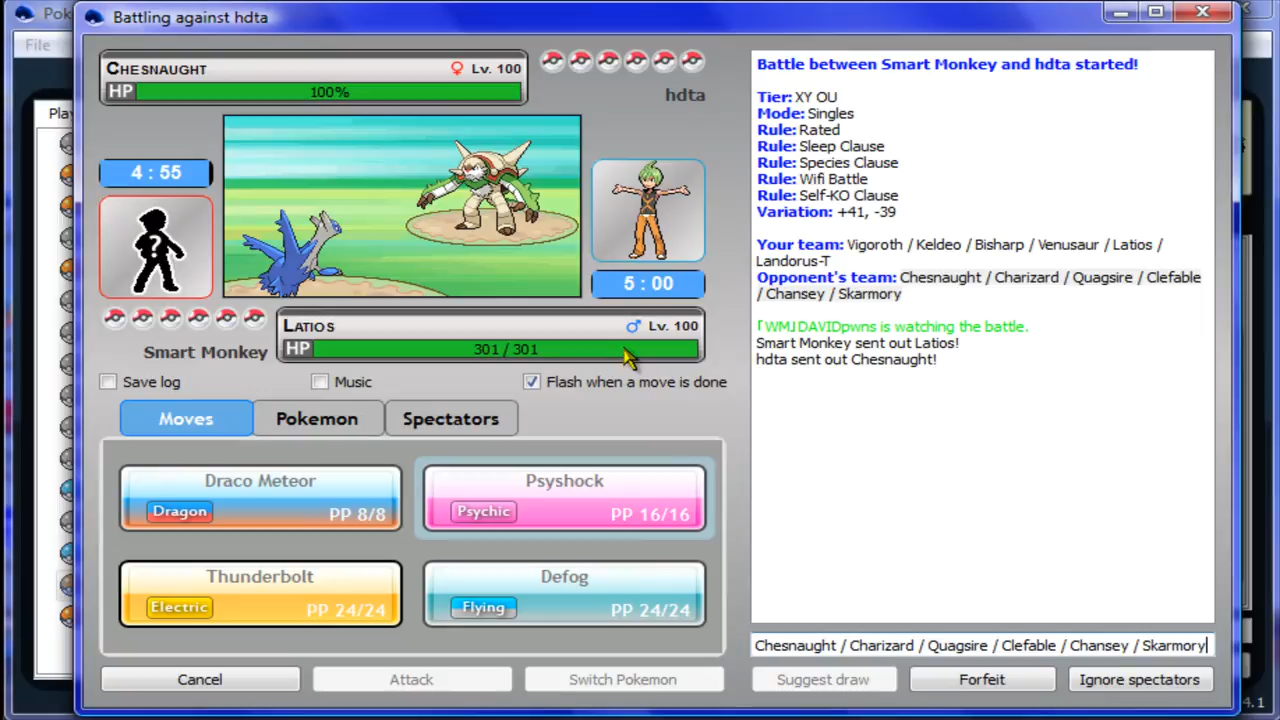 Pok
Battling against hdta
File
Play
CHESNAUGHT ♀ Lv. 100
HP 100%
hdta
4 : 55
5 : 00
LATIOS ♂ Lv. 100
HP 301 / 301
Smart Monkey
Save log Music Flash when a move is done
Moves Pokemon Spectators
Draco Meteor Psyshock
Dragon PP 8/8 Psychic PP 16/16
Thunderbolt Defog
Electric PP 24/24 Flying PP 24/24
Cancel Attack Switch Pokemon
Battle between Smart Monkey and hdta started!
Tier: XY OU
Mode: Singles
Rule: Rated
Rule: Sleep Clause
Rule: Species Clause
Rule: Wifi Battle
Rule: Self-KO Clause
Variation: +41, -39
Your team: Vigoroth / Keldeo / Bisharp / Venusaur / Latios /
Landorus-T
Opponent's team: Chesnaught / Charizard / Quagsire / Clefable
/ Chansey / Skarmory
「WM」DAVIDpwns is watching the battle.
Smart Monkey sent out Latios!
hdta sent out Chesnaught!
Chesnaught / Charizard / Quagsire / Clefable / Chansey / Skarmory
Suggest draw Forfeit Ignore spectators
4.1